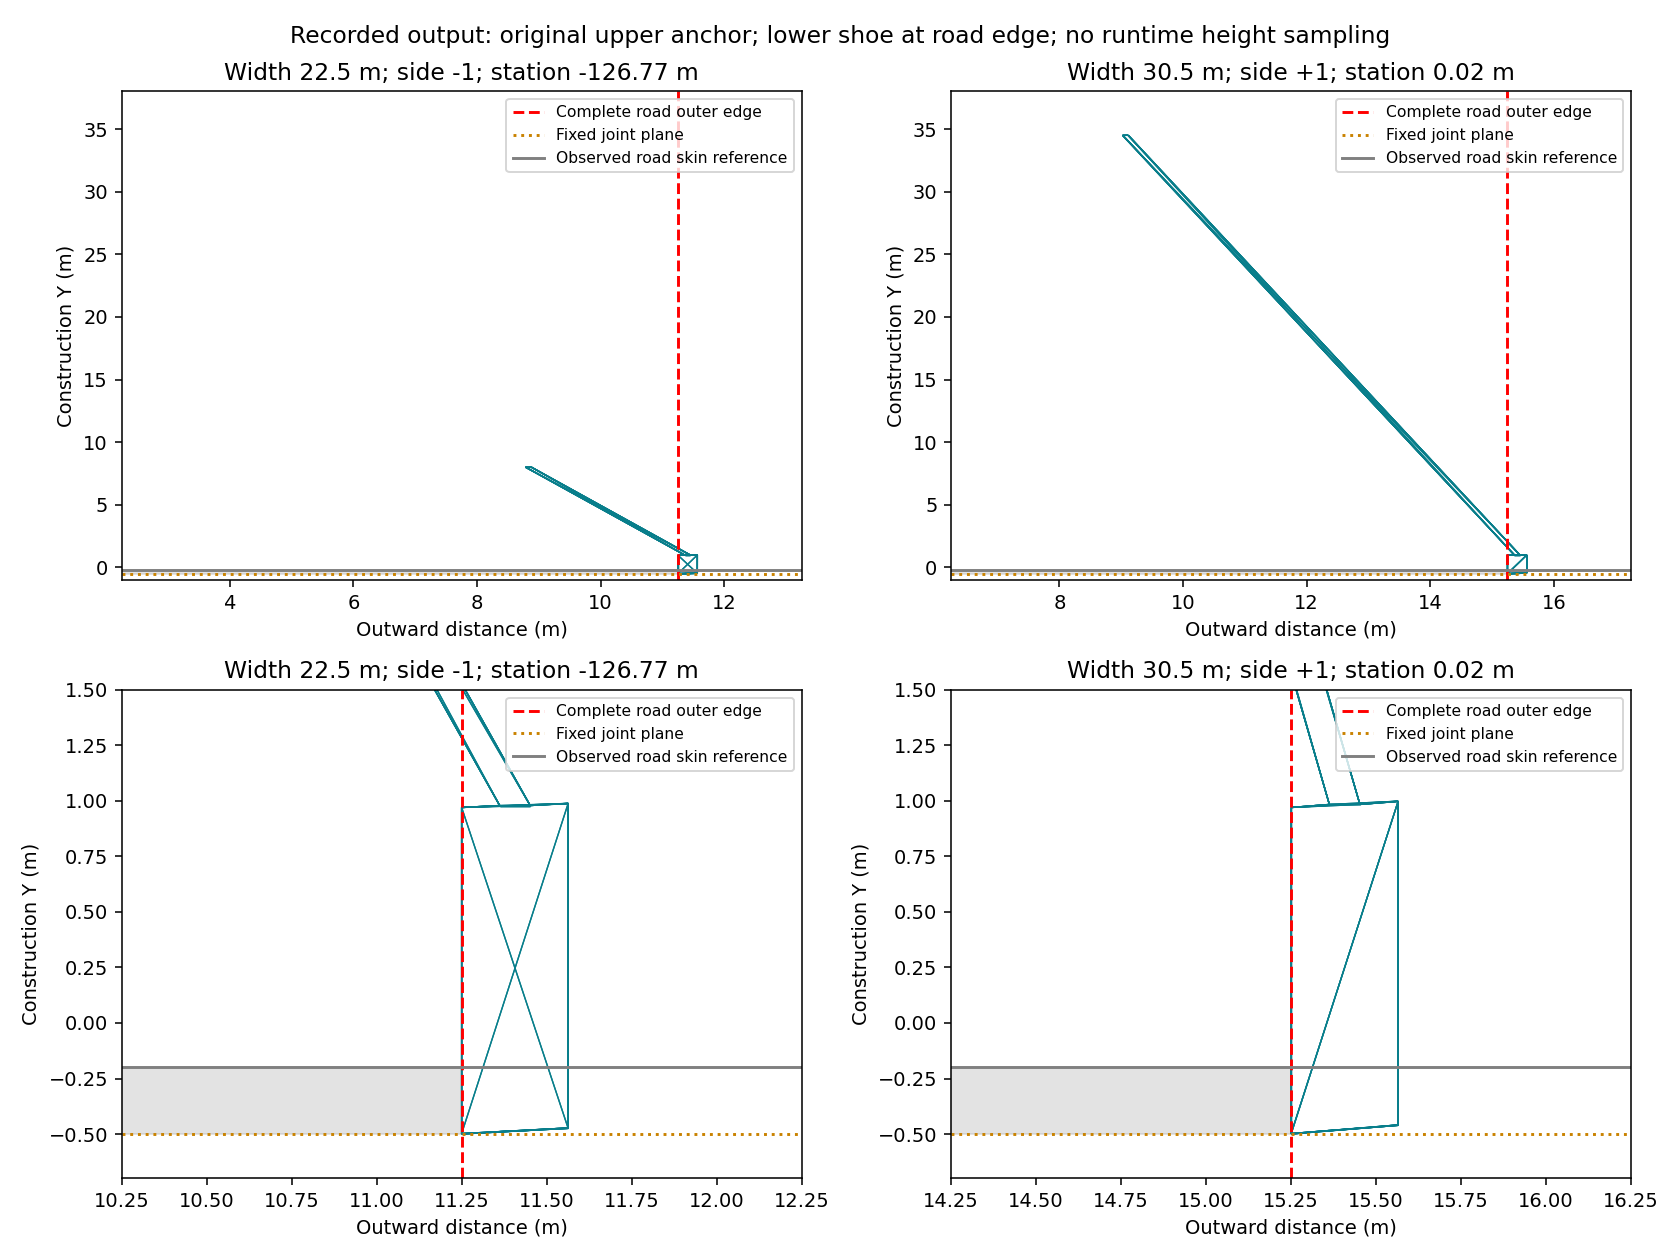 Recorded output: original upper anchor; lower shoe at road edge; no runtime height sampling
Width 22.5 m; side -1; station -126.77 m
Complete road outer edge
Fixed joint plane
Observed road skin reference
Construction Y (m)
35
30
25
20
15
10
5
0
4 6 8 10 12
Outward distance (m)
Width 30.5 m; side +1; station 0.02 m
Complete road outer edge
Fixed joint plane
Observed road skin reference
Construction Y (m)
35
30
25
20
15
10
5
0
8 10 12 14 16
Outward distance (m)
Width 22.5 m; side -1; station -126.77 m
Complete road outer edge
Fixed joint plane
Observed road skin reference
Construction Y (m)
1.50
1.25
1.00
0.75
0.50
0.25
0.00
−0.25
−0.50
10.25 10.50 10.75 11.00 11.25 11.50 11.75 12.00 12.25
Outward distance (m)
Width 30.5 m; side +1; station 0.02 m
Complete road outer edge
Fixed joint plane
Observed road skin reference
Construction Y (m)
1.50
1.25
1.00
0.75
0.50
0.25
0.00
−0.25
−0.50
14.25 14.50 14.75 15.00 15.25 15.50 15.75 16.00 16.25
Outward distance (m)